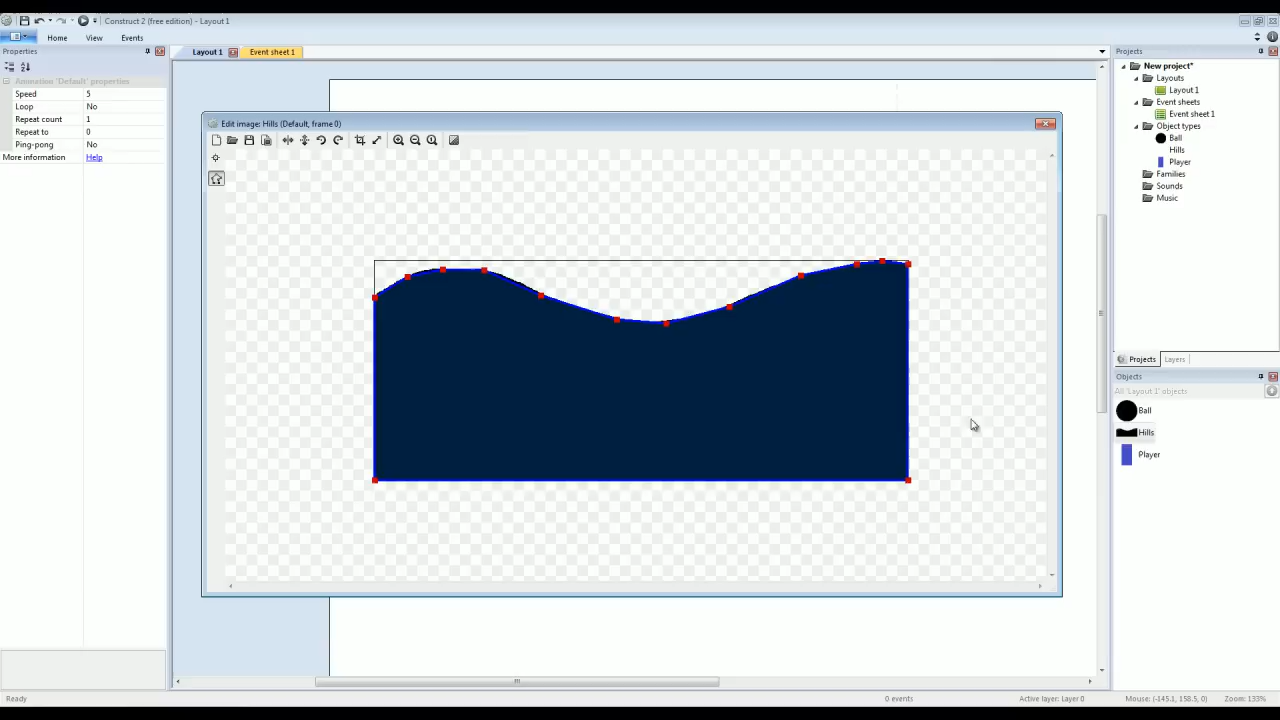 Construct 2 (free edition) - Layout 1
Home View Events
Properties
Layout 1 Event sheet 1
Projects
Animation 'Default' properties
Speed 5
Loop No
Repeat count 1
Repeat to 0
Ping-pong No
More information Help
Edit image: Hills (Default, frame 0)
New project*
Layouts
Layout 1
Event sheets
Event sheet 1
Object types
Ball
Hills
Player
Families
Sounds
Music
Projects Layers
Objects
All 'Layout 1' objects
Ball
Hills
Player
Ready
0 events
Active layer: Layer 0
Mouse: (-145.1, 158.5, 0)
Zoom: 133%